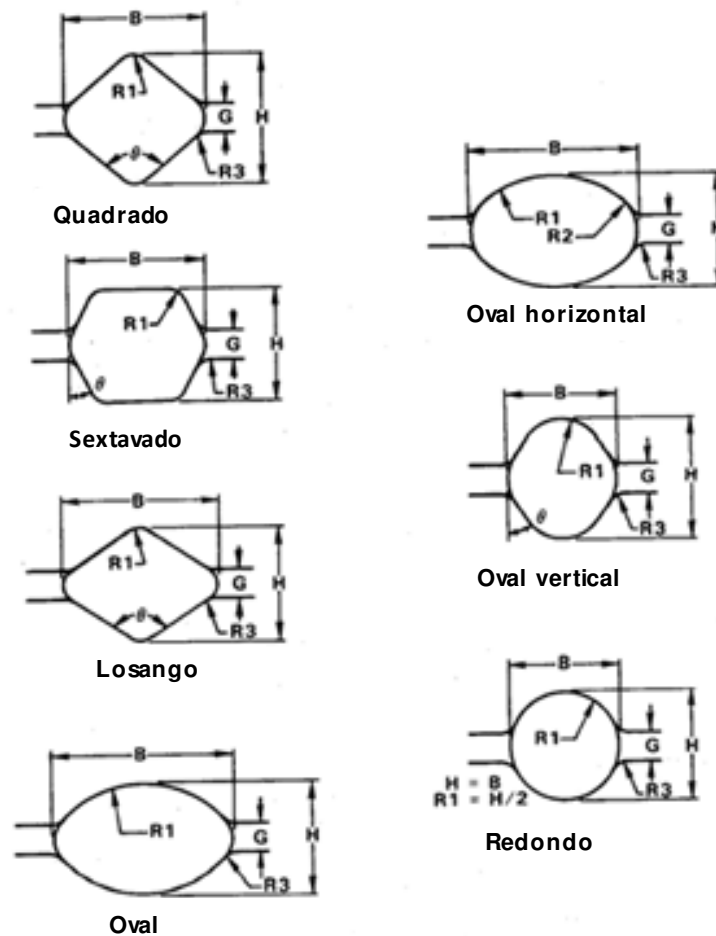 B
R1
H
G
θ
R3
Quadrado
B
R1
H
G
θ
R3
Sextavado
B
R1
H
G
θ
R3
Losango
B
R1
H
G
R3
Oval
B
R1
R2
G
H
R3
Oval horizontal
B
R1
G
H
θ
R3
Oval vertical
B
R1
G
H
R3
H = B
R1 = H/2
Redondo